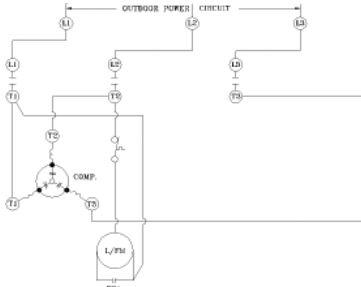 OUTDOOR POWER CIRCUIT
L1
L2
L3
L1
L2
L3
T1
T2
T3
T2
COMP.
T1
T3
L/FM